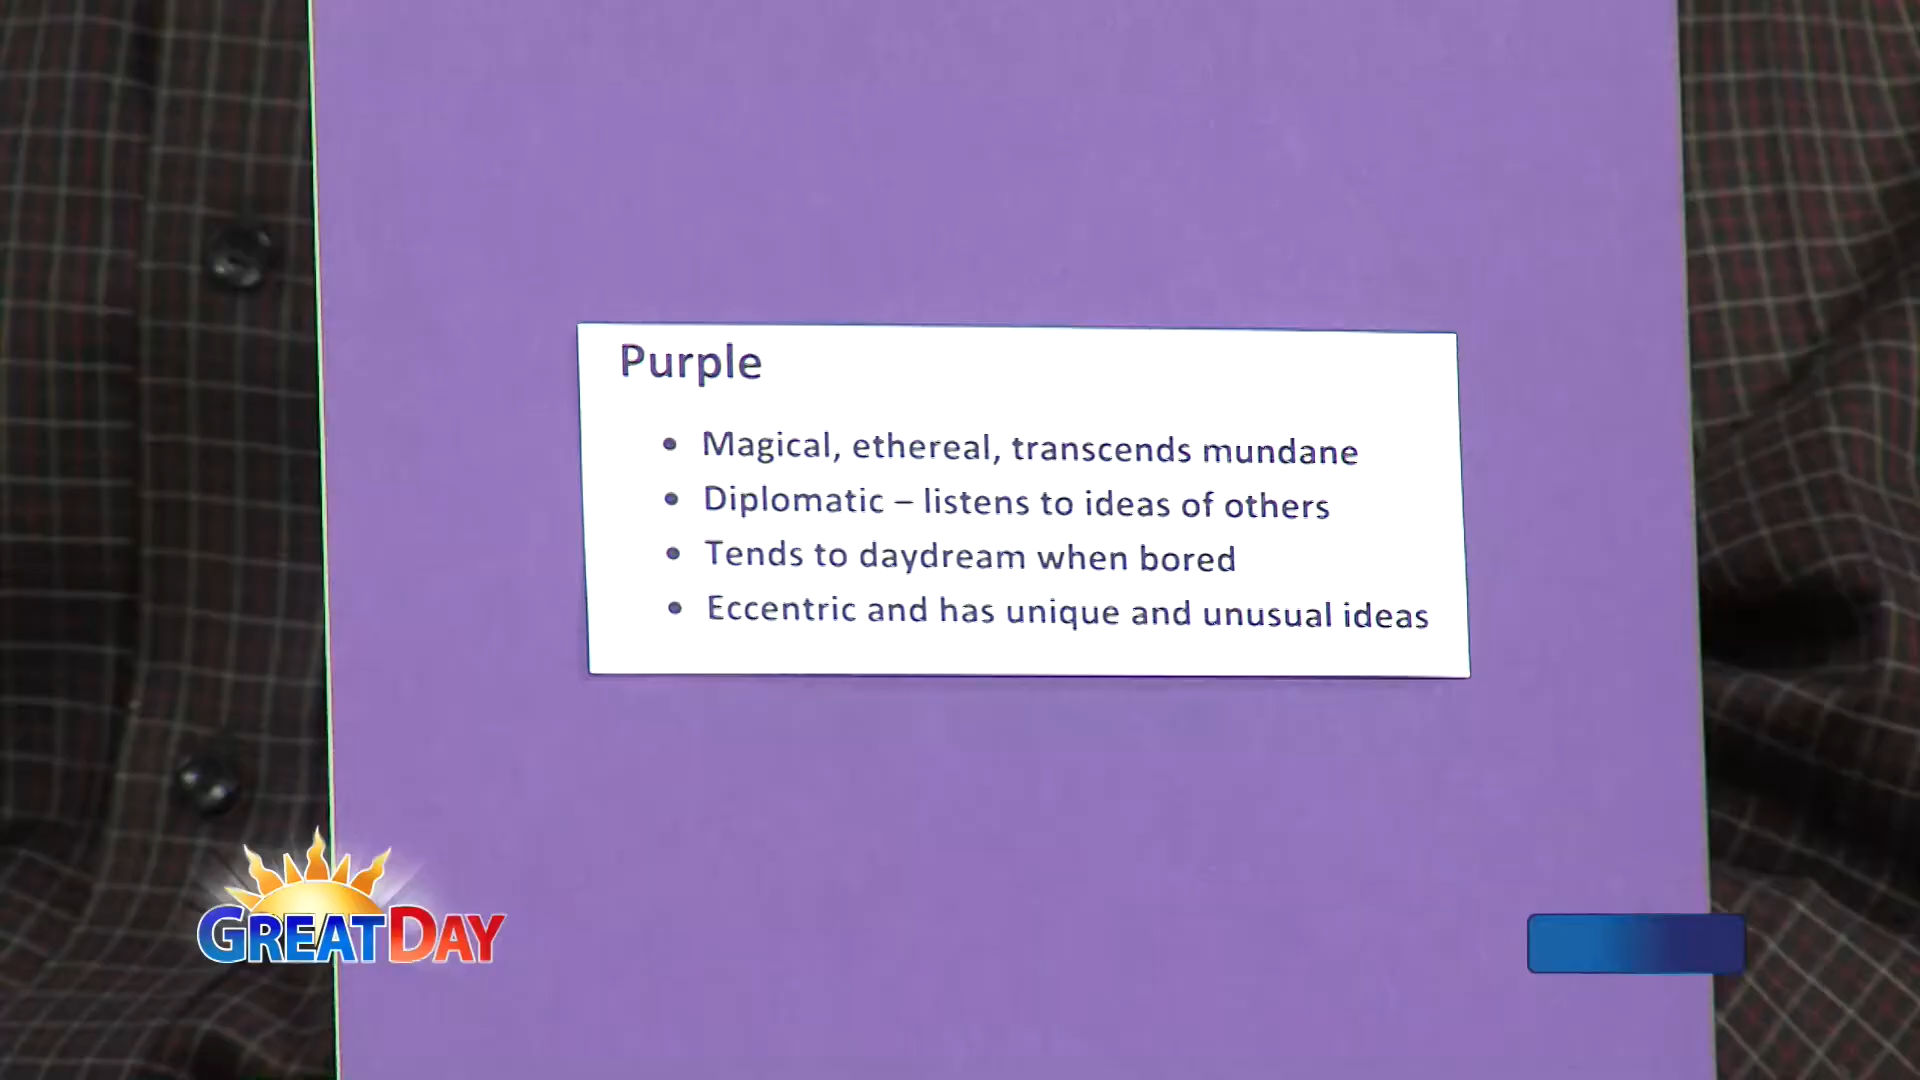 Purple
• Magical, ethereal, transcends mundane
• Diplomatic – listens to ideas of others
• Tends to daydream when bored
• Eccentric and has unique and unusual ideas
GREAT DAY